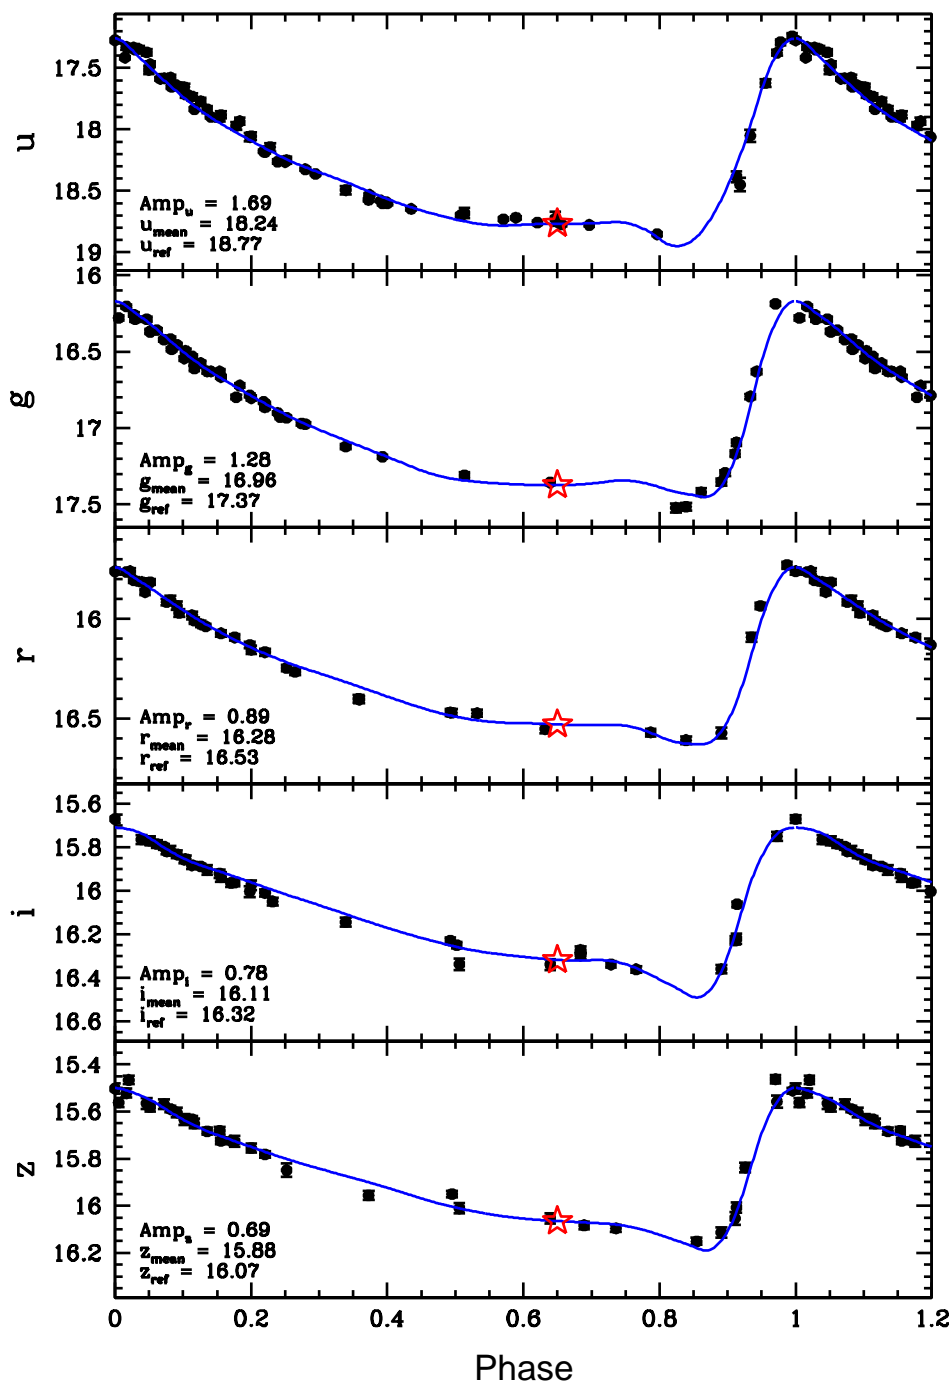 17.5
18
18.5
19
u
Amp_u = 1.69
u_mean = 18.24
u_ref = 18.77
16
16.5
17
17.5
g
Amp_g = 1.28
g_mean = 16.96
g_ref = 17.37
16
16.5
r
Amp_r = 0.89
r_mean = 16.28
r_ref = 16.53
15.6
15.8
16
16.2
16.4
16.6
i
Amp_i = 0.78
i_mean = 16.11
i_ref = 16.32
15.4
15.6
15.8
16
16.2
z
Amp_z = 0.69
z_mean = 15.88
z_ref = 16.07
0 0.2 0.4 0.6 0.8 1 1.2
Phase